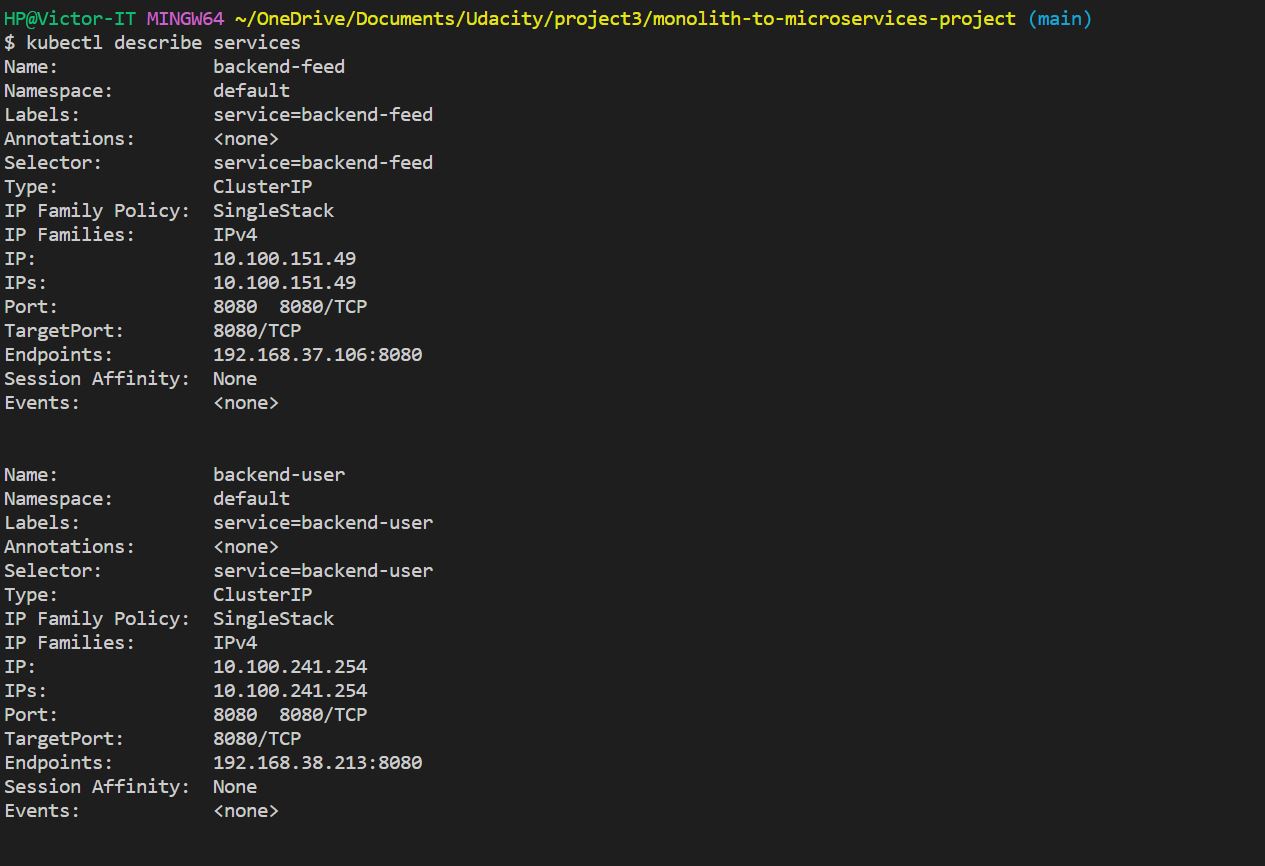 HP@Victor-IT MINGW64 ~/OneDrive/Documents/Udacity/project3/monolith-to-microservices-project (main)
$ kubectl describe services
Name:              backend-feed
Namespace:         default
Labels:            service=backend-feed
Annotations:       <none>
Selector:          service=backend-feed
Type:              ClusterIP
IP Family Policy:  SingleStack
IP Families:       IPv4
IP:                10.100.151.49
IPs:               10.100.151.49
Port:              8080  8080/TCP
TargetPort:        8080/TCP
Endpoints:         192.168.37.106:8080
Session Affinity:  None
Events:            <none>
Name:              backend-user
Namespace:         default
Labels:            service=backend-user
Annotations:       <none>
Selector:          service=backend-user
Type:              ClusterIP
IP Family Policy:  SingleStack
IP Families:       IPv4
IP:                10.100.241.254
IPs:               10.100.241.254
Port:              8080  8080/TCP
TargetPort:        8080/TCP
Endpoints:         192.168.38.213:8080
Session Affinity:  None
Events:            <none>